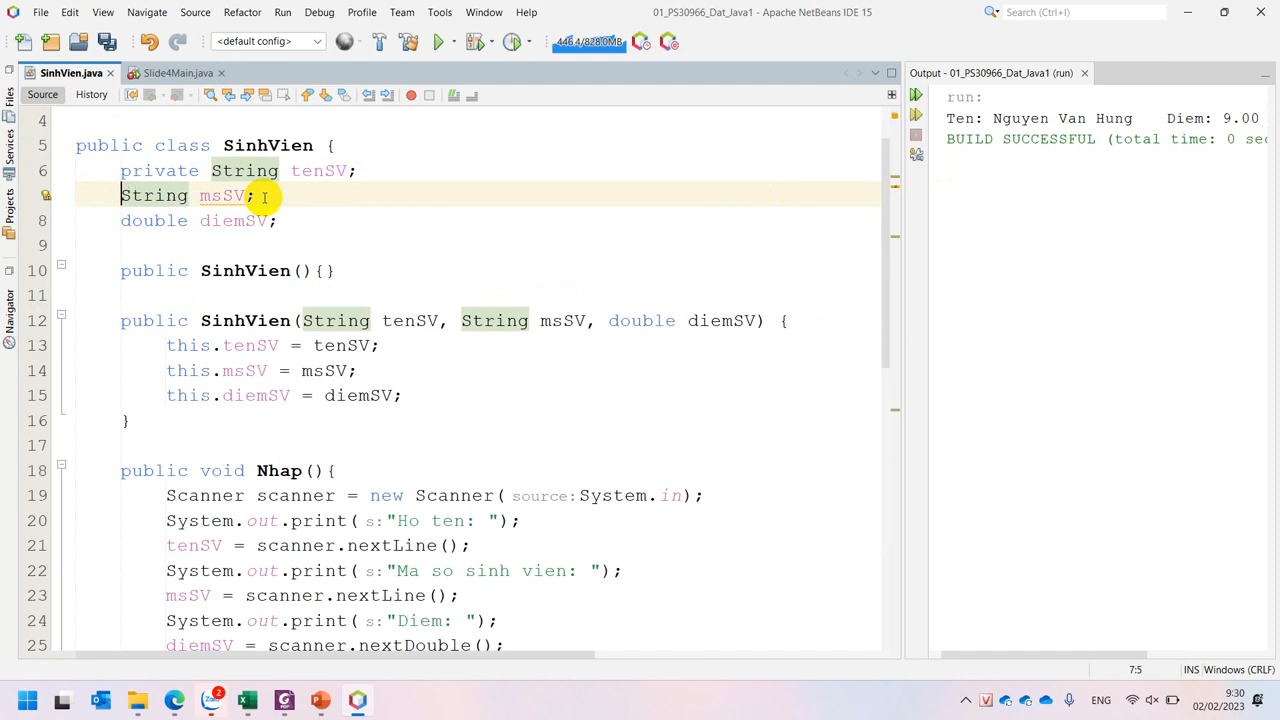 File Edit View Navigate Source Refactor Run Debug Profile Team Tools Window Help 01_PS30966_Dat_Java1 - Apache NetBeans IDE 15 Search (Ctrl+I)
<default config> 446.4/828.0MB
SinhVien.java Slide4Main.java Output - 01_PS30966_Dat_Java1 (run)
Source History
Files
Services
Projects
Navigator
4
5 public class SinhVien {
6 private String tenSV;
7 String msSV;
8 double diemSV;
9
10 public SinhVien(){}
11
12 public SinhVien(String tenSV, String msSV, double diemSV) {
13 this.tenSV = tenSV;
14 this.msSV = msSV;
15 this.diemSV = diemSV;
16 }
17
18 public void Nhap(){
19 Scanner scanner = new Scanner(source:System.in);
20 System.out.print(s:"Ho ten: ");
21 tenSV = scanner.nextLine();
22 System.out.print(s:"Ma so sinh vien: ");
23 msSV = scanner.nextLine();
24 System.out.print(s:"Diem: ");
25 diemSV = scanner.nextDouble();
run:
Ten: Nguyen Van Hung Diem: 9.00
BUILD SUCCESSFUL (total time: 0 sec
7:5 INS Windows (CRLF)
Zalo 2
ENG 9:30
02/02/2023